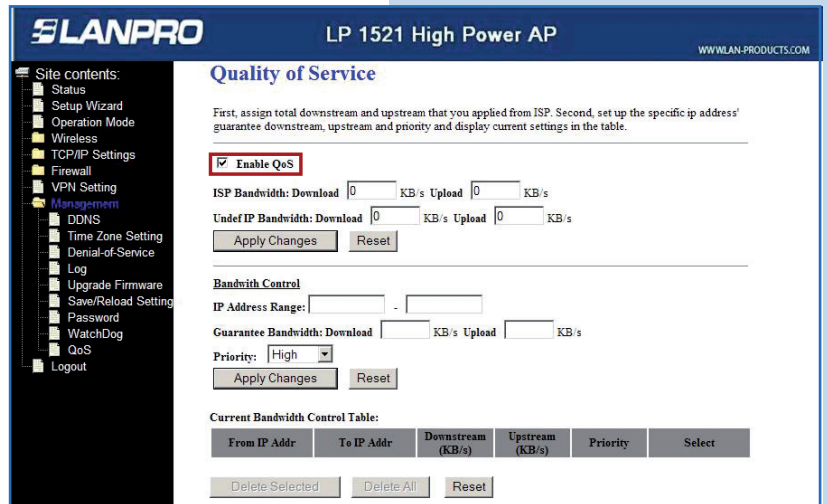 LANPRO
LP 1521 High Power AP
WWW.LAN-PRODUCTS.COM
Site contents:
Status
Setup Wizard
Operation Mode
Wireless
TCP/IP Settings
Firewall
VPN Setting
Management
DDNS
Time Zone Setting
Denial-of-Service
Log
Upgrade Firmware
Save/Reload Setting
Password
WatchDog
QoS
Logout
Quality of Service
First, assign total downstream and upstream that you applied from ISP. Second, set up the specific ip address'
guarantee downstream, upstream and priority and display current settings in the table.
Enable QoS
ISP Bandwidth: Download 0 KB/s Upload 0 KB/s
Undef IP Bandwidth: Download 0 KB/s Upload 0 KB/s
Apply Changes Reset
Bandwith Control
IP Address Range: -
Guarantee Bandwidth: Download KB/s Upload KB/s
Priority: High
Apply Changes Reset
Current Bandwidth Control Table:
From IP Addr To IP Addr Downstream (KB/s) Upstream (KB/s) Priority Select
Delete Selected Delete All Reset